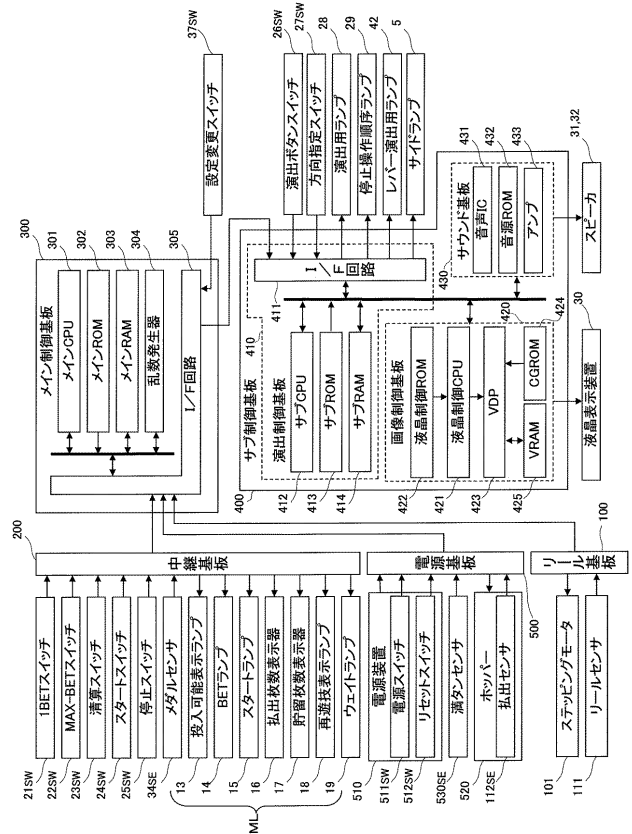 300
メイン制御基板
301
メインCPU
302
メインROM
303
メインRAM
304
乱数発生器
305
I/F回路
37SW
設定変更スイッチ
200
中継基板
21SW
1BETスイッチ
22SW
MAX-BETスイッチ
23SW
清算スイッチ
24SW
スタートスイッチ
25SW
停止スイッチ
34SE
メダルセンサ
ML
13
投入可能表示ランプ
14
BETランプ
15
スタートランプ
16
払出枚数表示器
17
貯留枚数表示器
18
再遊技表示ランプ
19
ウェイトランプ
500
電源基板
510
電源装置
511SW
電源スイッチ
512SW
リセットスイッチ
530SE
満タンセンサ
520
ホッパー
112SE
払出センサ
100
リール基板
101
ステッピングモータ
111
リールセンサ
400
サブ制御基板
410
演出制御基板
411
I/F回路
412
サブCPU
413
サブROM
414
サブRAM
26SW
演出ボタンスイッチ
27SW
方向指定スイッチ
28
演出用ランプ
29
停止操作順序ランプ
42
レバー演出用ランプ
5
サイドランプ
420
画像制御基板
422
液晶制御ROM
421
液晶制御CPU
423
VDP
425
VRAM
424
CGROM
430
サウンド基板
431
音声IC
432
音源ROM
433
アンプ
30
液晶表示装置
31,32
スピーカ